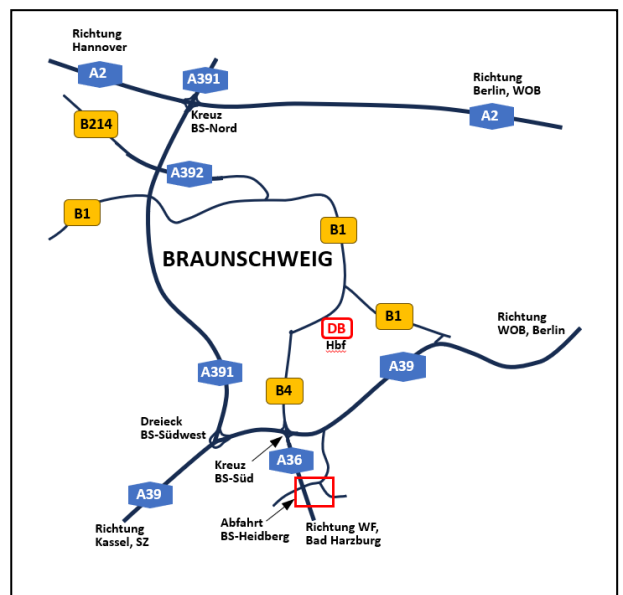 Richtung
Hannover
A2
A391
Kreuz
BS-Nord
Richtung
Berlin, WOB
A2
B214
A392
B1
B1
BRAUNSCHWEIG
B1
DB
Hbf
Richtung
WOB, Berlin
A391
A39
B4
Dreieck
BS-Südwest
Kreuz
BS-Süd
A36
A39
Richtung
Kassel, SZ
Abfahrt
BS-Heidberg
Richtung WF,
Bad Harzburg